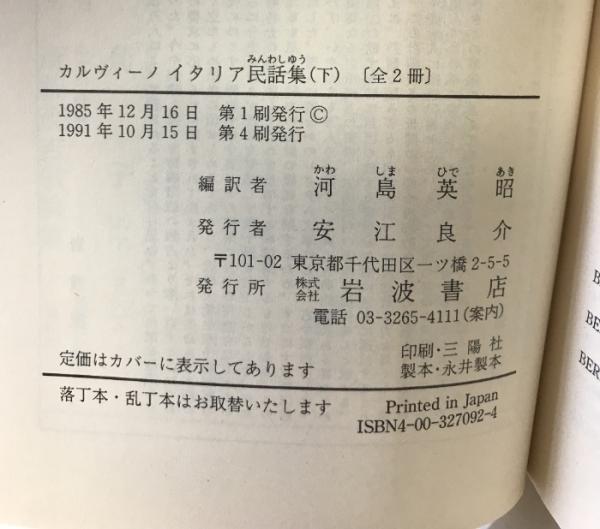 みんわしゆう
カルヴィーノ イタリア民話集(下) 〔全2冊〕
1985年12月16日 第1刷発行©
1991年10月15日 第4刷発行
かわ しま ひで あき
編訳者 河島英昭
発行者 安江良介
〒101-02 東京都千代田区一ツ橋2-5-5
発行所 株式会社 岩波書店
電話 03-3265-4111(案内)
印刷・三陽社
定価はカバーに表示してあります 製本・永井製本
落丁本・乱丁本はお取替いたします Printed in Japan
ISBN4-00-327092-4
B
BE
BER